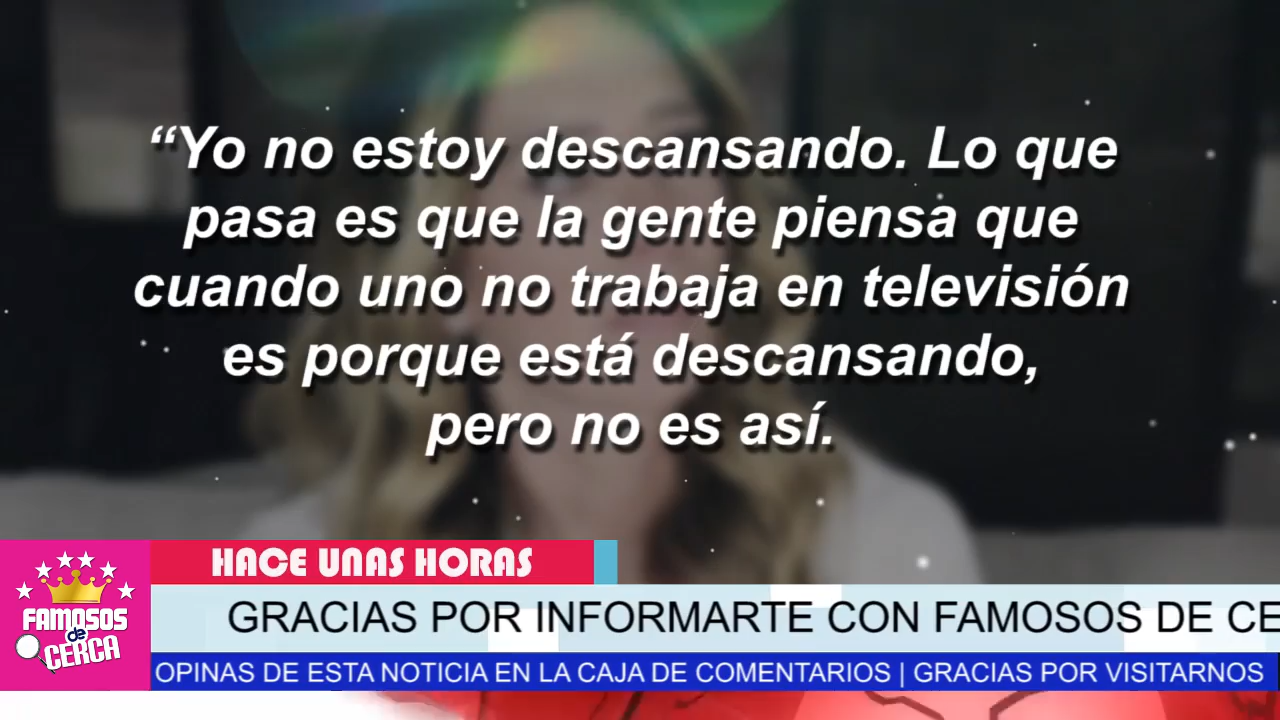 “Yo no estoy descansando. Lo que
pasa es que la gente piensa que
cuando uno no trabaja en televisión
es porque está descansando,
pero no es así.
HACE UNAS HORAS
FAMOSOS
de
CERCA
GRACIAS POR INFORMARTE CON FAMOSOS DE CE
OPINAS DE ESTA NOTICIA EN LA CAJA DE COMENTARIOS | GRACIAS POR VISITARNOS